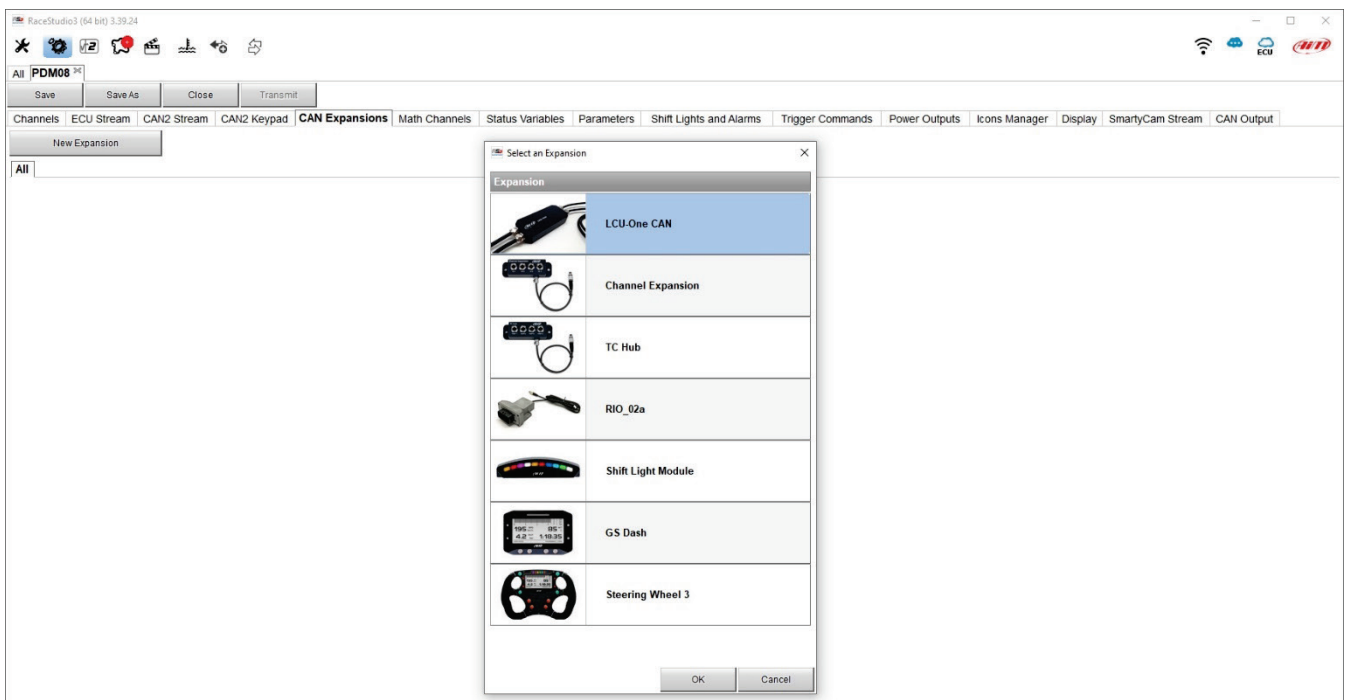 RaceStudio3 (64 bit) 3.39.24
ECU
AiM
All PDM08
Save Save As Close Transmit
Channels ECU Stream CAN2 Stream CAN2 Keypad CAN Expansions Math Channels Status Variables Parameters Shift Lights and Alarms Trigger Commands Power Outputs Icons Manager Display SmartyCam Stream CAN Output
New Expansion
All
Select an Expansion
Expansion
LCU-One CAN
Channel Expansion
TC Hub
RIO_02a
Shift Light Module
GS Dash
Steering Wheel 3
OK Cancel